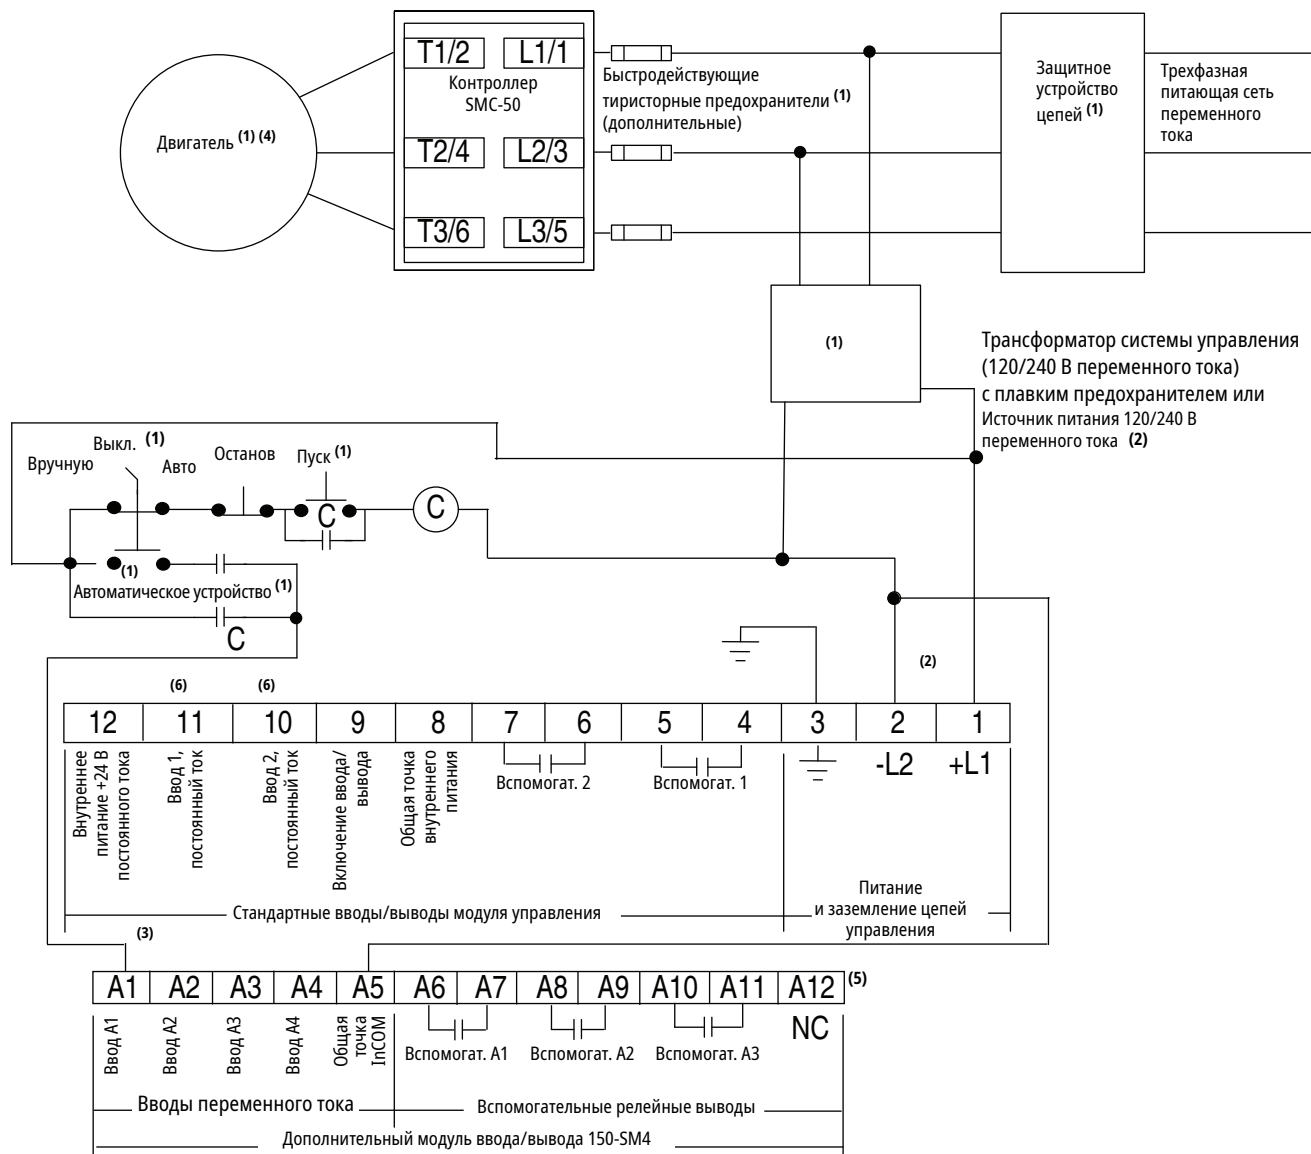 T1/2
L1/1
Контроллер
SMC-50
T2/4
L2/3
T3/6
L3/5
Двигатель (1) (4)
Быстродействующие
тиристорные предохранители (1)
(дополнительные)
Защитное
устройство
цепей (1)
Трехфазная
питающая сеть
переменного
тока
(1)
Трансформатор системы управления
(120/240 В переменного тока)
с плавким предохранителем или
Источник питания 120/240 В
переменного тока (2)
Выкл. (1)
Вручную
Авто
Останов
Пуск (1)
C
C
(1)
Автоматическое устройство (1)
C
(2)
(6)
(6)
12
11
10
9
8
7
6
5
4
3
2
1
Внутреннее
питание +24 В
постоянного тока
Ввод 1,
постоянный ток
Ввод 2,
постоянный ток
Включение ввода/
вывода
Общая точка
внутреннего
питания
Вспомогат. 2
Вспомогат. 1
-L2
+L1
Стандартные вводы/выводы модуля управления
Питание
и заземление цепей
управления
(3)
A1
A2
A3
A4
A5
A6
A7
A8
A9
A10
A11
A12
(5)
Ввод A1
Ввод A2
Ввод A3
Ввод A4
Общая
точка
InCOM
Вспомогат. A1
Вспомогат. A2
Вспомогат. A3
NC
Вводы переменного тока
Вспомогательные релейные выводы
Дополнительный модуль ввода/вывода 150-SM4